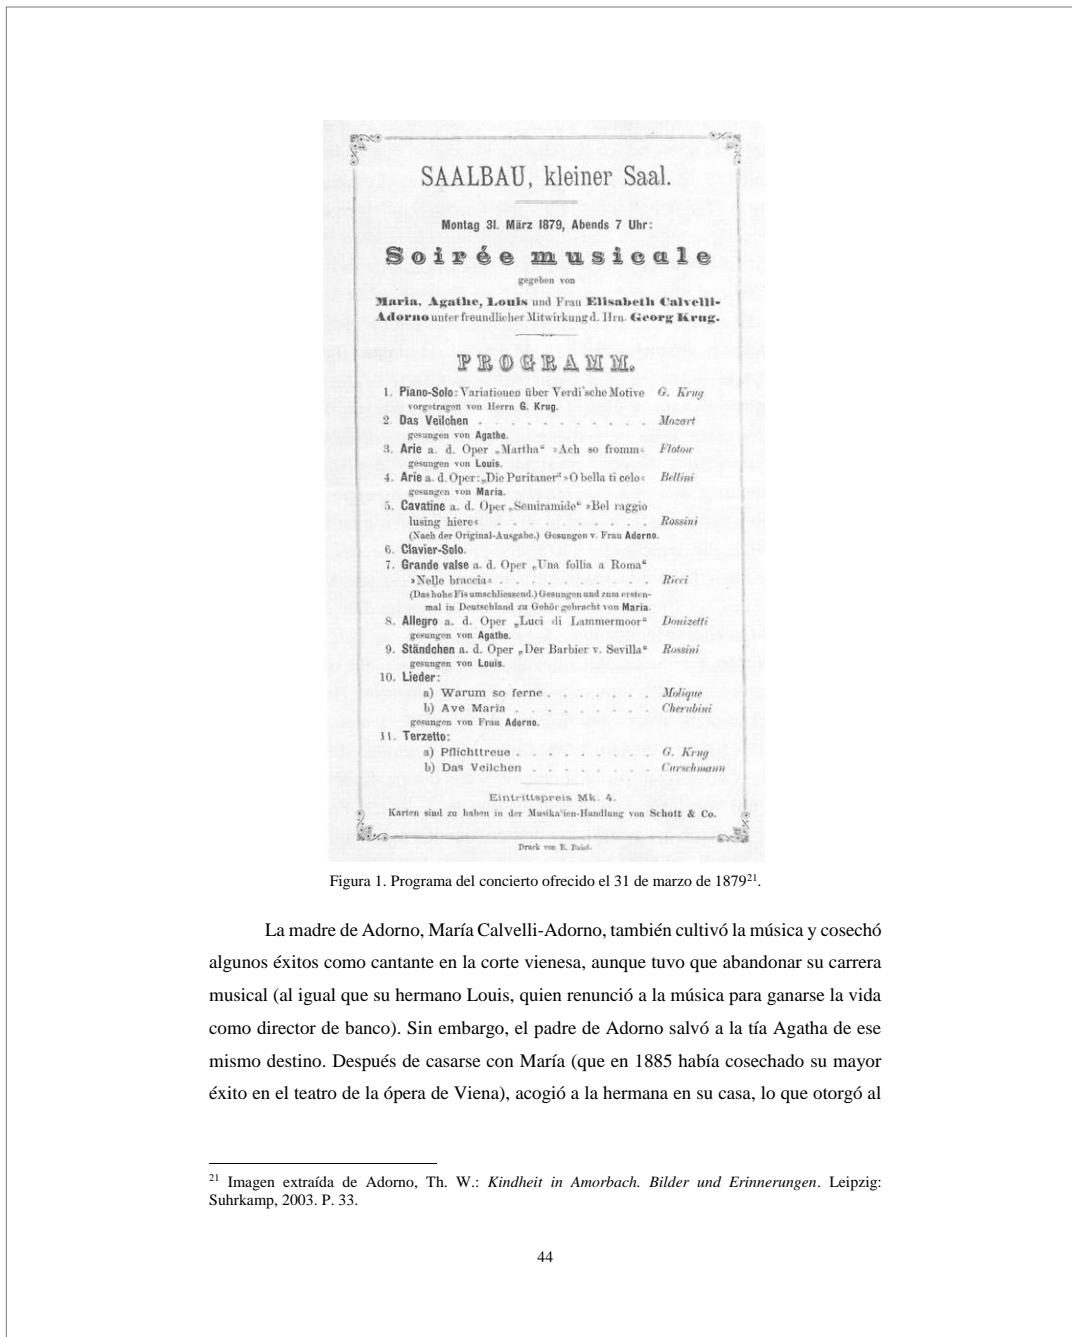 SAALBAU, kleiner Saal.
Montag 31. März 1879, Abends 7 Uhr:
Soirée musicale
gegeben von
Maria, Agathe, Louis und Frau Elisabeth Calvelli-
Adorno unter freundlicher Mitwirkung d. Hrn. Georg Krug.
PROGRAMM.
1. Piano-Solo: Variationen über Verdi'sche Motive G. Krug
vorgetragen von Herrn G. Krug.
2. Das Veilchen . . . . . . . . . . . Mozart
gesungen von Agathe.
3. Arie a. d. Oper „Martha“ »Ach so fromm« Flotow
gesungen von Louis.
4. Arie a. d. Oper: „Die Puritaner“ »O bella ti celo« Bellini
gesungen von Maria.
5. Cavatine a. d. Oper „Semiramide“ »Bel raggio
lusing hiere« . . . . . . . . . . Rossini
(Nach der Original-Ausgabe.) Gesungen v. Frau Adorno.
6. Clavier-Solo.
7. Grande valse a. d. Oper „Una follia a Roma“
»Nelle braccia« . . . . . . . . . . Ricci
(Das hohe Fis umschliessend.) Gesungen und zum ersten-
mal in Deutschland zu Gehör gebracht von Maria.
8. Allegro a. d. Oper „Luci di Lammermoor“ Donizetti
gesungen von Agathe.
9. Ständchen a. d. Oper „Der Barbier v. Sevilla“ Rossini
gesungen von Louis.
10. Lieder:
a) Warum so ferne . . . . . . . Molique
b) Ave Maria . . . . . . . . . Cherubini
gesungen von Frau Adorno.
11. Terzetto:
a) Pflichttreue . . . . . . . . . G. Krug
b) Das Veilchen . . . . . . . . Curschmann
Eintrittspreis Mk. 4.
Karten sind zu haben in der Musikalien-Handlung von Schott & Co.
Druck von
Figura 1. Programa del concierto ofrecido el 31 de marzo de 1879²¹.
La madre de Adorno, María Calvelli-Adorno, también cultivó la música y cosechó
algunos éxitos como cantante en la corte vienesa, aunque tuvo que abandonar su carrera
musical (al igual que su hermano Louis, quien renunció a la música para ganarse la vida
como director de banco). Sin embargo, el padre de Adorno salvó a la tía Agatha de ese
mismo destino. Después de casarse con María (que en 1885 había cosechado su mayor
éxito en el teatro de la ópera de Viena), acogió a la hermana en su casa, lo que otorgó al
²¹ Imagen extraída de Adorno, Th. W.: Kindheit in Amorbach. Bilder und Erinnerungen. Leipzig:
Suhrkamp, 2003. P. 33.
44